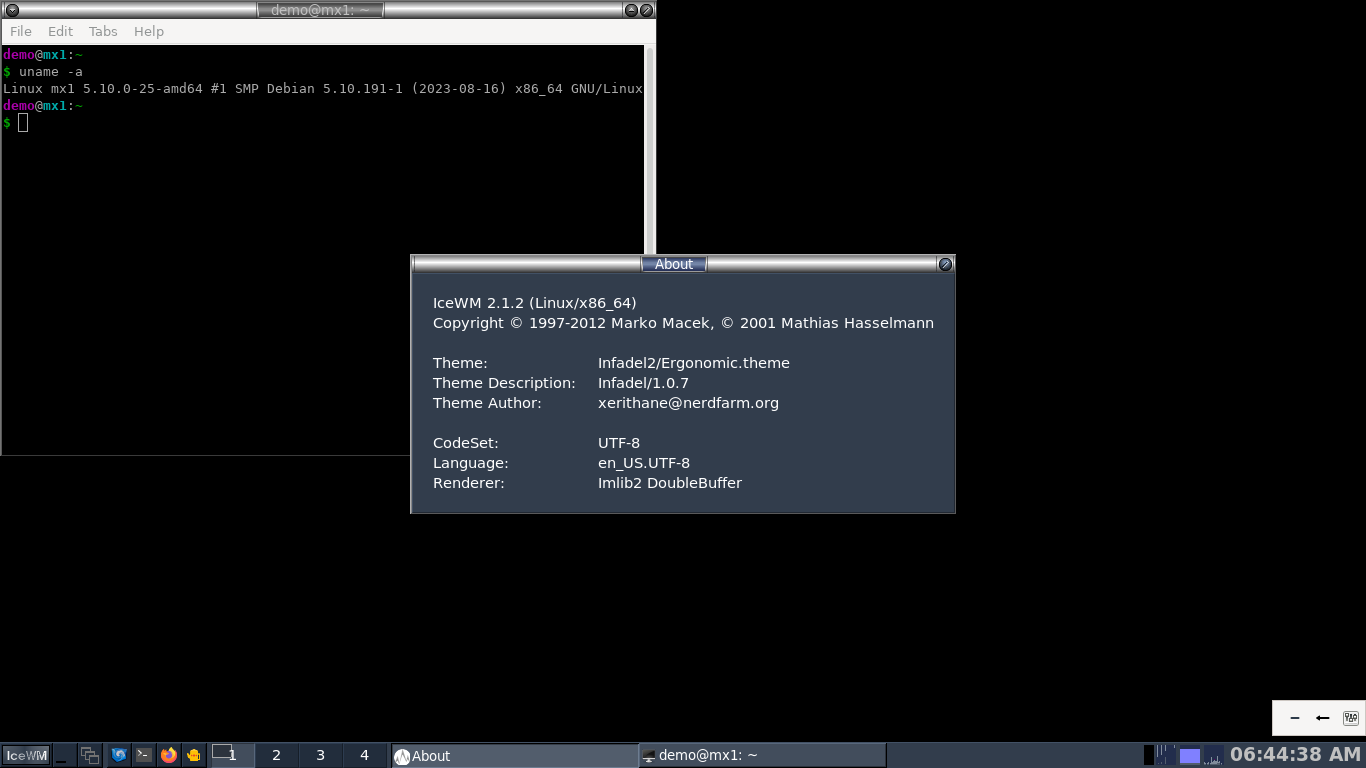 demo@mx1: ~
File Edit Tabs Help
demo@mx1:~
$ uname -a
Linux mx1 5.10.0-25-amd64 #1 SMP Debian 5.10.191-1 (2023-08-16) x86_64 GNU/Linux
demo@mx1:~
$
About
IceWM 2.1.2 (Linux/x86_64)
Copyright © 1997-2012 Marko Macek, © 2001 Mathias Hasselmann
Theme: Infadel2/Ergonomic.theme
Theme Description: Infadel/1.0.7
Theme Author: xerithane@nerdfarm.org
CodeSet: UTF-8
Language: en_US.UTF-8
Renderer: Imlib2 DoubleBuffer
IceWM 1 2 3 4 About demo@mx1: ~ 06:44:38 AM